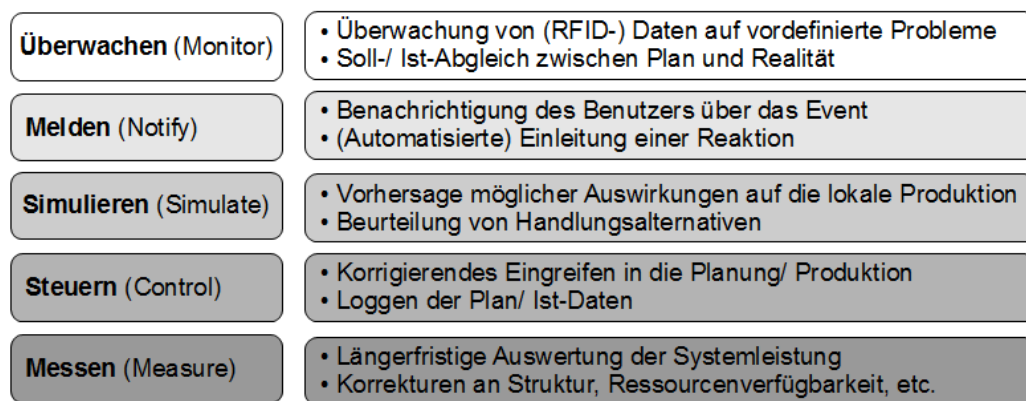 Überwachen (Monitor)
• Überwachung von (RFID-) Daten auf vordefinierte Probleme
• Soll-/ Ist-Abgleich zwischen Plan und Realität
Melden (Notify)
• Benachrichtigung des Benutzers über das Event
• (Automatisierte) Einleitung einer Reaktion
Simulieren (Simulate)
• Vorhersage möglicher Auswirkungen auf die lokale Produktion
• Beurteilung von Handlungsalternativen
Steuern (Control)
• Korrigierendes Eingreifen in die Planung/ Produktion
• Loggen der Plan/ Ist-Daten
Messen (Measure)
• Längerfristige Auswertung der Systemleistung
• Korrekturen an Struktur, Ressourcenverfügbarkeit, etc.